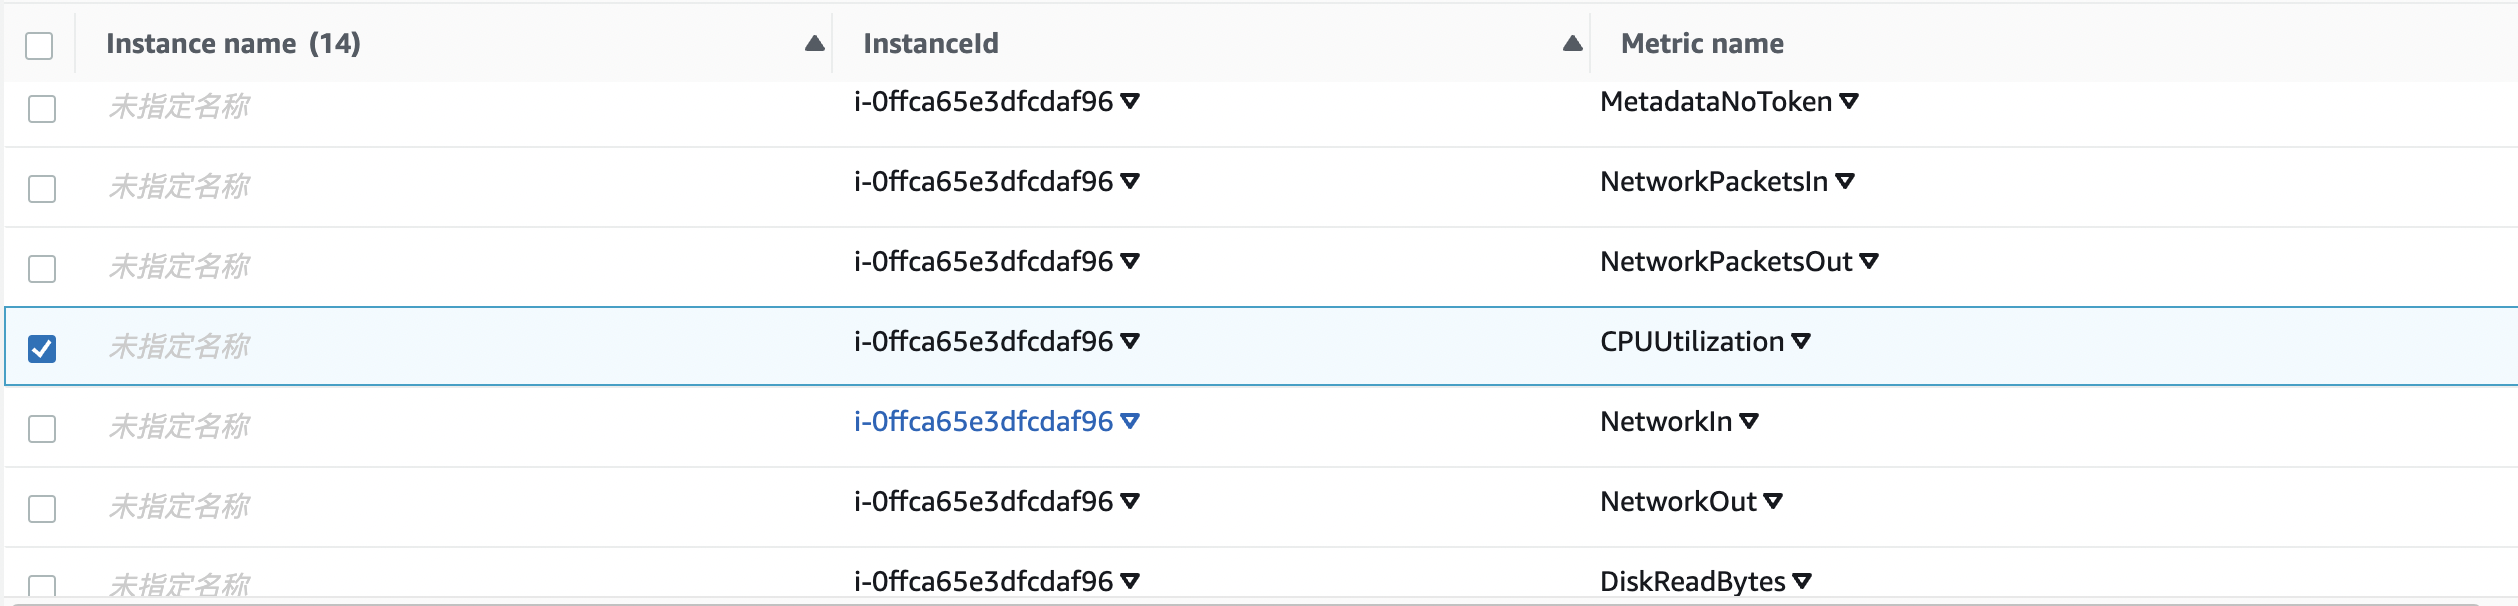 Instance name (14) InstanceId Metric name
未指定名称 i-0ffca65e3dfcdaf96 MetadataNoToken
未指定名称 i-0ffca65e3dfcdaf96 NetworkPacketsIn
未指定名称 i-0ffca65e3dfcdaf96 NetworkPacketsOut
未指定名称 i-0ffca65e3dfcdaf96 CPUUtilization
未指定名称 i-0ffca65e3dfcdaf96 NetworkIn
未指定名称 i-0ffca65e3dfcdaf96 NetworkOut
未指定名称 i-0ffca65e3dfcdaf96 DiskReadBytes